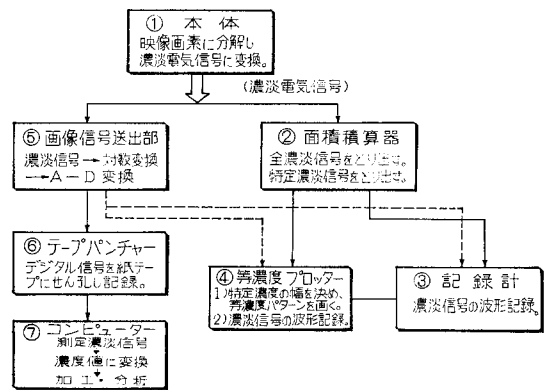 ① 本体
映像画素に分解し
濃淡電気信号に変換。
(濃淡電気信号)
⑤ 画像信号送出部
濃淡信号→対数変換
→A-D変換
② 面積積算器
全濃淡信号をとり出せ。
特定濃淡信号をとり出す。
⑥ テープパンチャー
デジタル信号を紙テー
プにせん孔し記録。
④ 等濃度プロッター
1)特定濃度の幅を決め、
等濃度パターンを画く。
2)濃淡信号の波形記録。
③ 記録計
濃淡信号の波形記録。
⑦ コンピューター
測定濃淡信号
濃度値に変換
加工・分析